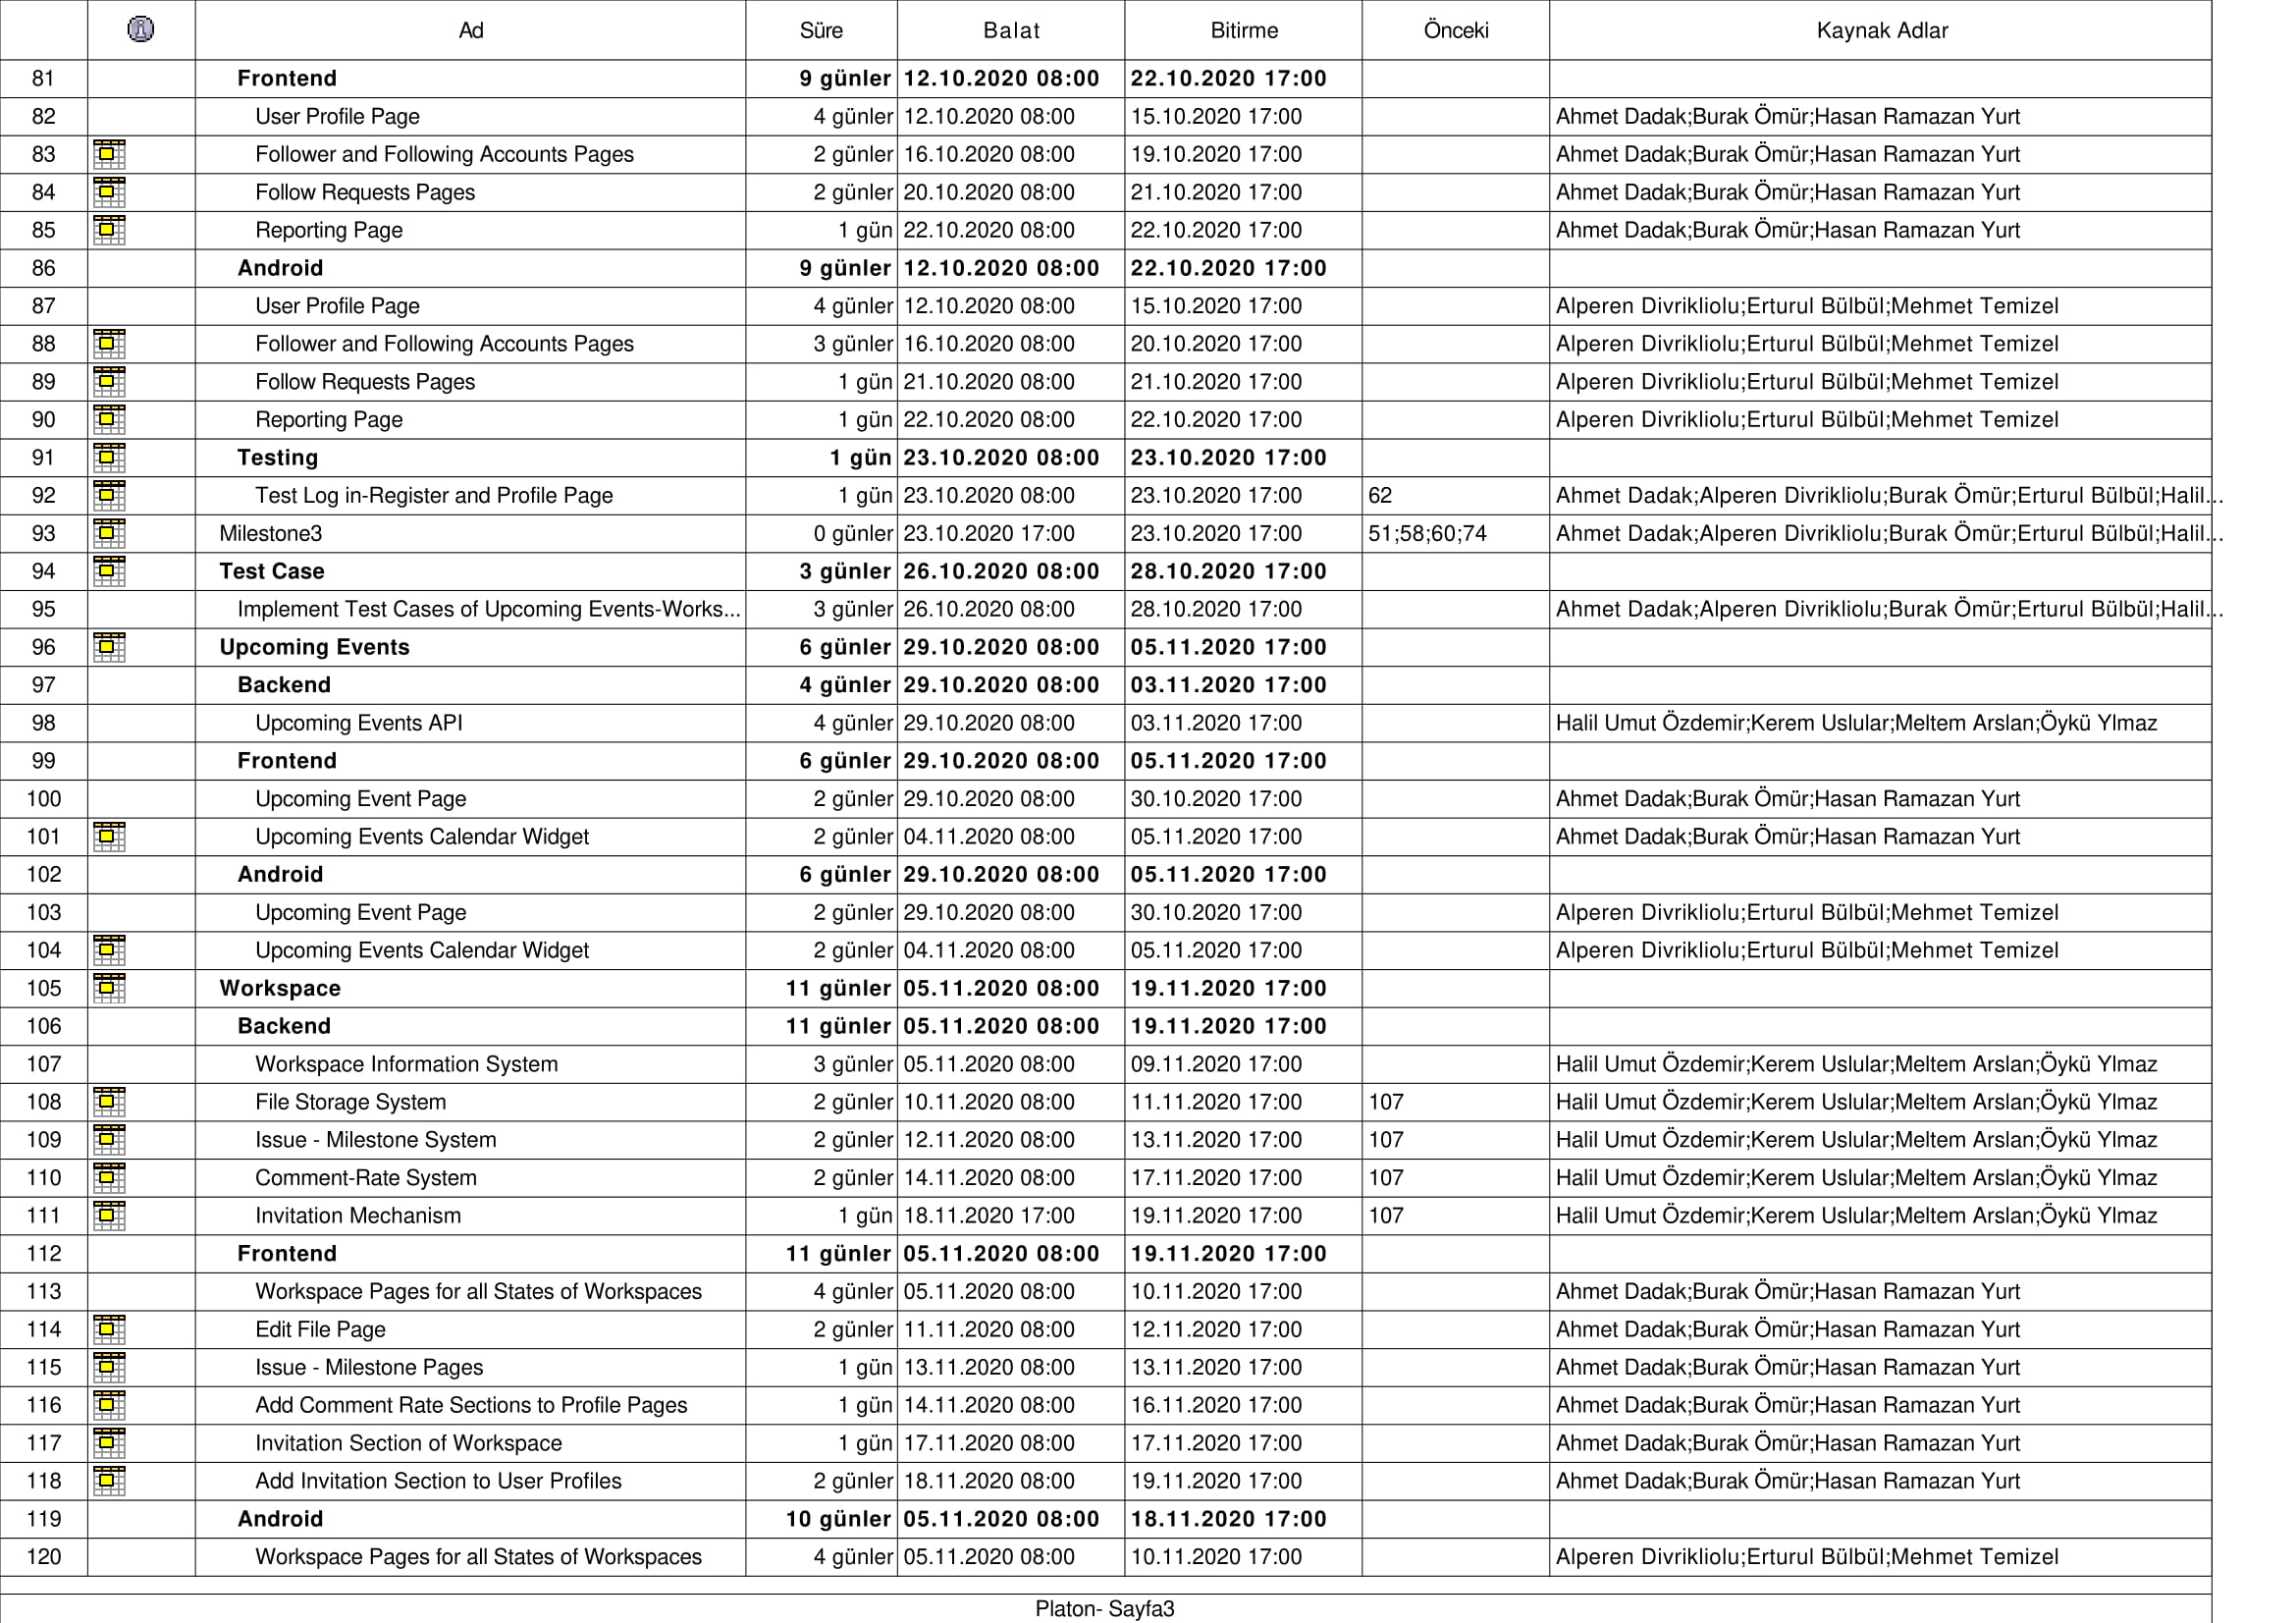 Ad Süre Balat Bitirme Önceki Kaynak Adlar
81 Frontend 9 günler 12.10.2020 08:00 22.10.2020 17:00
82 User Profile Page 4 günler 12.10.2020 08:00 15.10.2020 17:00 Ahmet Dadak;Burak Ömür;Hasan Ramazan Yurt
83 Follower and Following Accounts Pages 2 günler 16.10.2020 08:00 19.10.2020 17:00 Ahmet Dadak;Burak Ömür;Hasan Ramazan Yurt
84 Follow Requests Pages 2 günler 20.10.2020 08:00 21.10.2020 17:00 Ahmet Dadak;Burak Ömür;Hasan Ramazan Yurt
85 Reporting Page 1 gün 22.10.2020 08:00 22.10.2020 17:00 Ahmet Dadak;Burak Ömür;Hasan Ramazan Yurt
86 Android 9 günler 12.10.2020 08:00 22.10.2020 17:00
87 User Profile Page 4 günler 12.10.2020 08:00 15.10.2020 17:00 Alperen Divrikliolu;Erturul Bülbül;Mehmet Temizel
88 Follower and Following Accounts Pages 3 günler 16.10.2020 08:00 20.10.2020 17:00 Alperen Divrikliolu;Erturul Bülbül;Mehmet Temizel
89 Follow Requests Pages 1 gün 21.10.2020 08:00 21.10.2020 17:00 Alperen Divrikliolu;Erturul Bülbül;Mehmet Temizel
90 Reporting Page 1 gün 22.10.2020 08:00 22.10.2020 17:00 Alperen Divrikliolu;Erturul Bülbül;Mehmet Temizel
91 Testing 1 gün 23.10.2020 08:00 23.10.2020 17:00
92 Test Log in-Register and Profile Page 1 gün 23.10.2020 08:00 23.10.2020 17:00 62 Ahmet Dadak;Alperen Divrikliolu;Burak Ömür;Erturul Bülbül;Halil...
93 Milestone3 0 günler 23.10.2020 17:00 23.10.2020 17:00 51;58;60;74 Ahmet Dadak;Alperen Divrikliolu;Burak Ömür;Erturul Bülbül;Halil...
94 Test Case 3 günler 26.10.2020 08:00 28.10.2020 17:00
95 Implement Test Cases of Upcoming Events-Works... 3 günler 26.10.2020 08:00 28.10.2020 17:00 Ahmet Dadak;Alperen Divrikliolu;Burak Ömür;Erturul Bülbül;Halil...
96 Upcoming Events 6 günler 29.10.2020 08:00 05.11.2020 17:00
97 Backend 4 günler 29.10.2020 08:00 03.11.2020 17:00
98 Upcoming Events API 4 günler 29.10.2020 08:00 03.11.2020 17:00 Halil Umut Özdemir;Kerem Uslular;Meltem Arslan;Öykü Ylmaz
99 Frontend 6 günler 29.10.2020 08:00 05.11.2020 17:00
100 Upcoming Event Page 2 günler 29.10.2020 08:00 30.10.2020 17:00 Ahmet Dadak;Burak Ömür;Hasan Ramazan Yurt
101 Upcoming Events Calendar Widget 2 günler 04.11.2020 08:00 05.11.2020 17:00 Ahmet Dadak;Burak Ömür;Hasan Ramazan Yurt
102 Android 6 günler 29.10.2020 08:00 05.11.2020 17:00
103 Upcoming Event Page 2 günler 29.10.2020 08:00 30.10.2020 17:00 Alperen Divrikliolu;Erturul Bülbül;Mehmet Temizel
104 Upcoming Events Calendar Widget 2 günler 04.11.2020 08:00 05.11.2020 17:00 Alperen Divrikliolu;Erturul Bülbül;Mehmet Temizel
105 Workspace 11 günler 05.11.2020 08:00 19.11.2020 17:00
106 Backend 11 günler 05.11.2020 08:00 19.11.2020 17:00
107 Workspace Information System 3 günler 05.11.2020 08:00 09.11.2020 17:00 Halil Umut Özdemir;Kerem Uslular;Meltem Arslan;Öykü Ylmaz
108 File Storage System 2 günler 10.11.2020 08:00 11.11.2020 17:00 107 Halil Umut Özdemir;Kerem Uslular;Meltem Arslan;Öykü Ylmaz
109 Issue - Milestone System 2 günler 12.11.2020 08:00 13.11.2020 17:00 107 Halil Umut Özdemir;Kerem Uslular;Meltem Arslan;Öykü Ylmaz
110 Comment-Rate System 2 günler 14.11.2020 08:00 17.11.2020 17:00 107 Halil Umut Özdemir;Kerem Uslular;Meltem Arslan;Öykü Ylmaz
111 Invitation Mechanism 1 gün 18.11.2020 17:00 19.11.2020 17:00 107 Halil Umut Özdemir;Kerem Uslular;Meltem Arslan;Öykü Ylmaz
112 Frontend 11 günler 05.11.2020 08:00 19.11.2020 17:00
113 Workspace Pages for all States of Workspaces 4 günler 05.11.2020 08:00 10.11.2020 17:00 Ahmet Dadak;Burak Ömür;Hasan Ramazan Yurt
114 Edit File Page 2 günler 11.11.2020 08:00 12.11.2020 17:00 Ahmet Dadak;Burak Ömür;Hasan Ramazan Yurt
115 Issue - Milestone Pages 1 gün 13.11.2020 08:00 13.11.2020 17:00 Ahmet Dadak;Burak Ömür;Hasan Ramazan Yurt
116 Add Comment Rate Sections to Profile Pages 1 gün 14.11.2020 08:00 16.11.2020 17:00 Ahmet Dadak;Burak Ömür;Hasan Ramazan Yurt
117 Invitation Section of Workspace 1 gün 17.11.2020 08:00 17.11.2020 17:00 Ahmet Dadak;Burak Ömür;Hasan Ramazan Yurt
118 Add Invitation Section to User Profiles 2 günler 18.11.2020 08:00 19.11.2020 17:00 Ahmet Dadak;Burak Ömür;Hasan Ramazan Yurt
119 Android 10 günler 05.11.2020 08:00 18.11.2020 17:00
120 Workspace Pages for all States of Workspaces 4 günler 05.11.2020 08:00 10.11.2020 17:00 Alperen Divrikliolu;Erturul Bülbül;Mehmet Temizel
Platon- Sayfa3